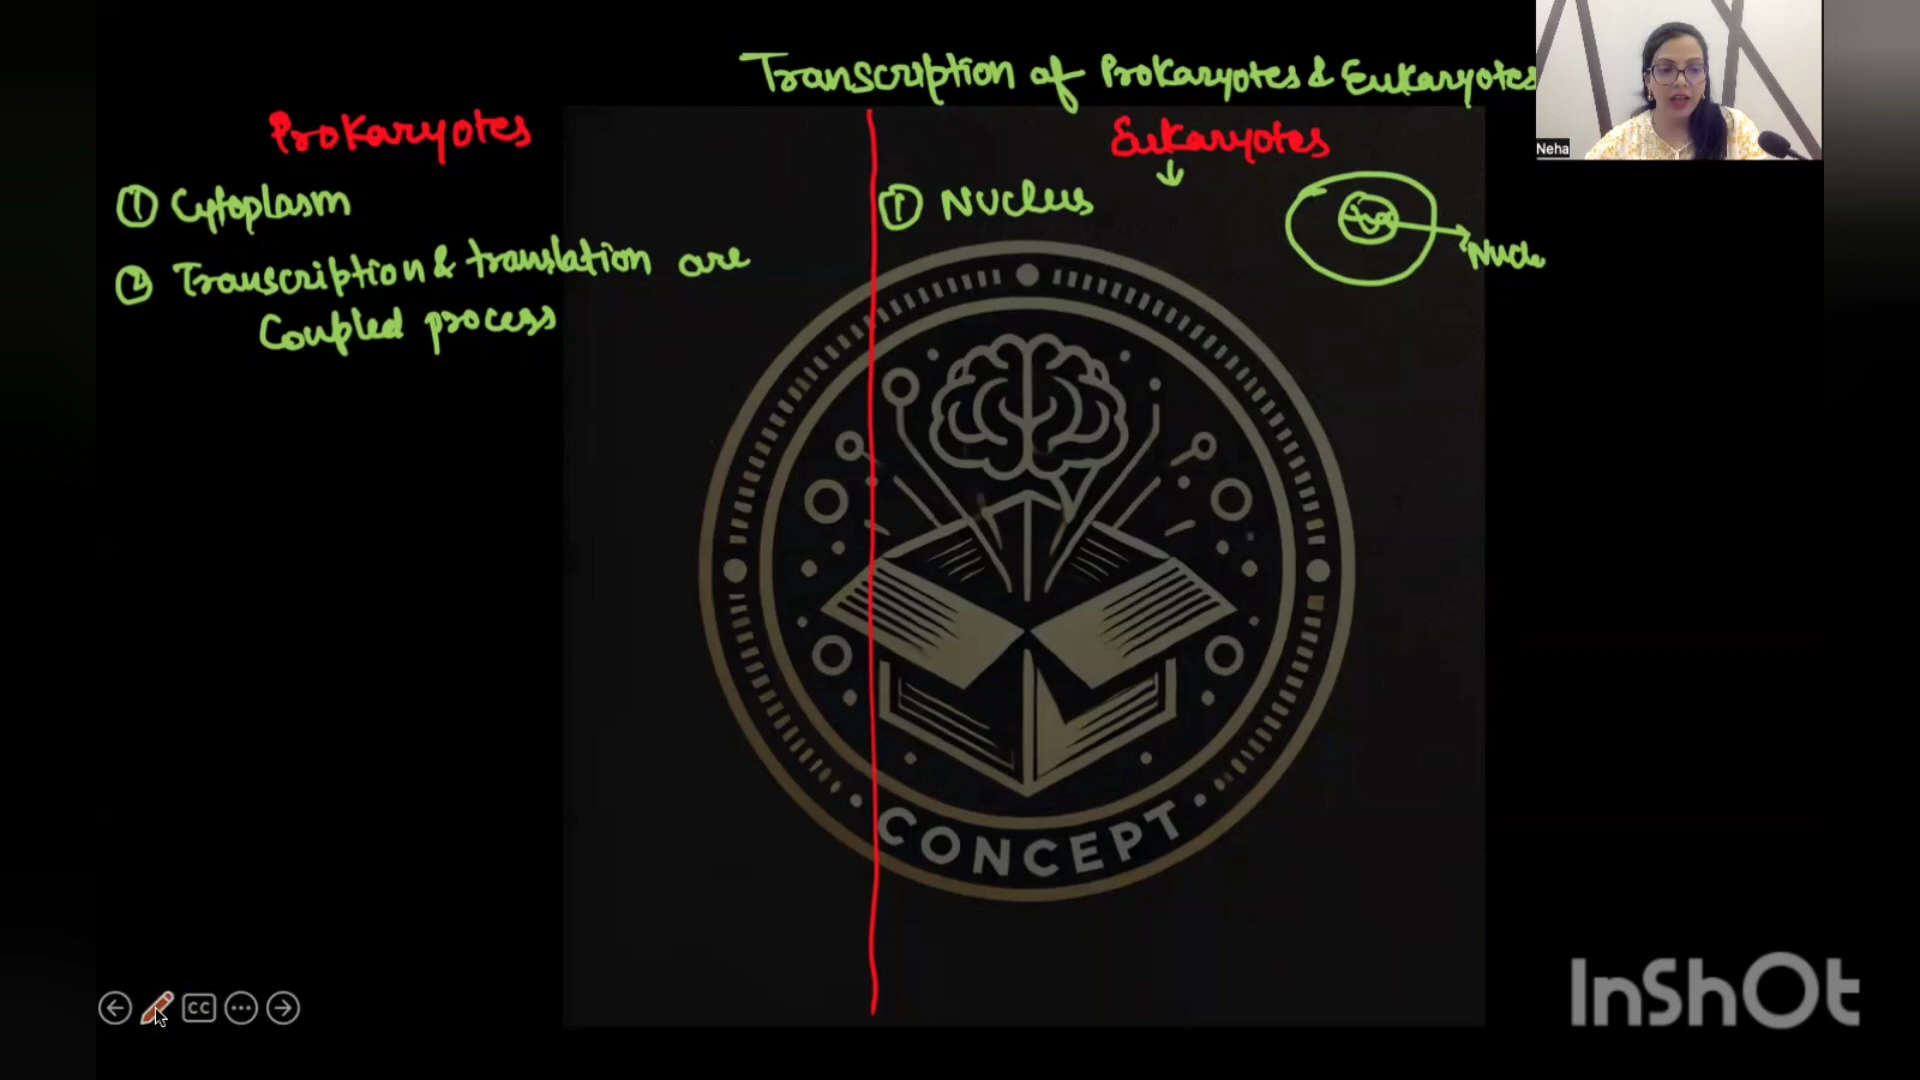 Transcription of Prokaryotes & Eukaryotes
Neha
Prokaryotes
① Cytoplasm
② Transcription & translation are
Coupled process
Eukaryotes
① Nucleus
Nucle
CONCEPT
CC
InShOt